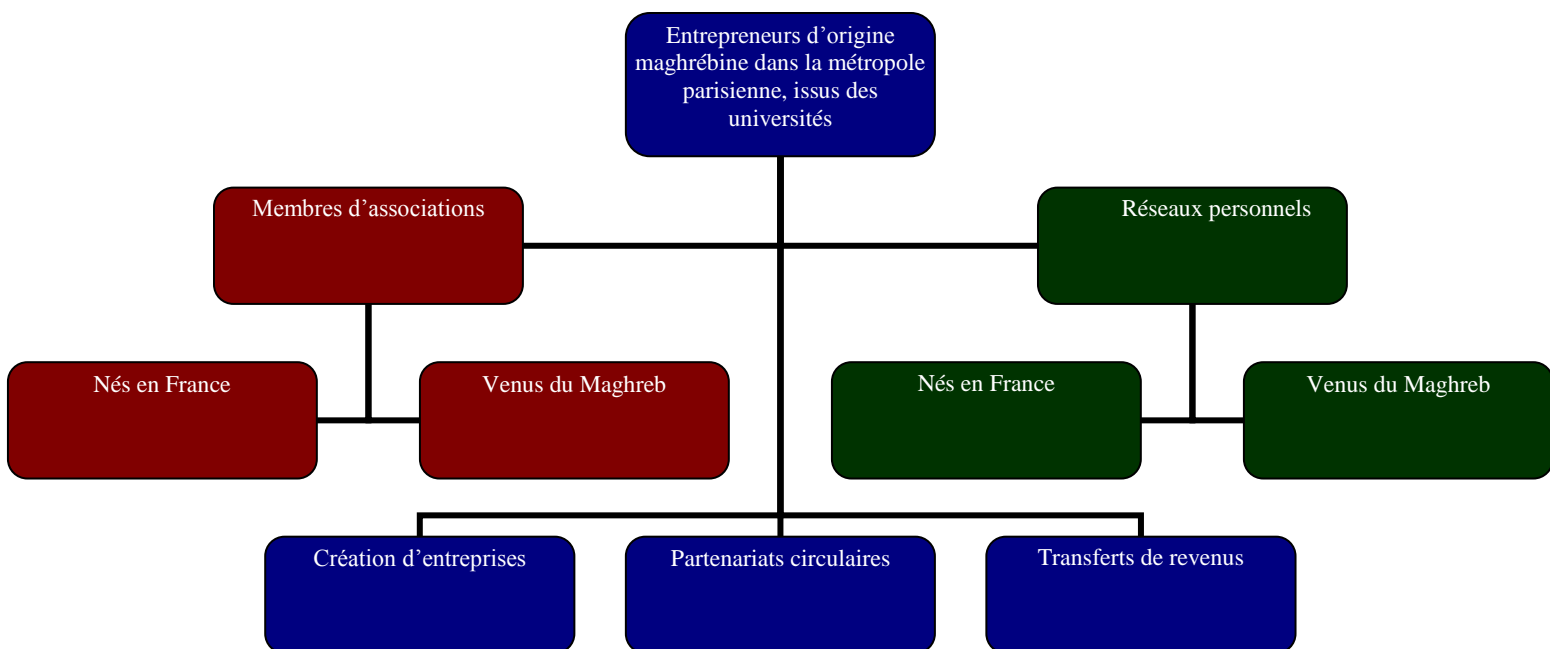 Entrepreneurs d’origine
maghrébine dans la métropole
parisienne, issus des
universités
Membres d’associations
Réseaux personnels
Nés en France
Venus du Maghreb
Nés en France
Venus du Maghreb
Création d’entreprises
Partenariats circulaires
Transferts de revenus